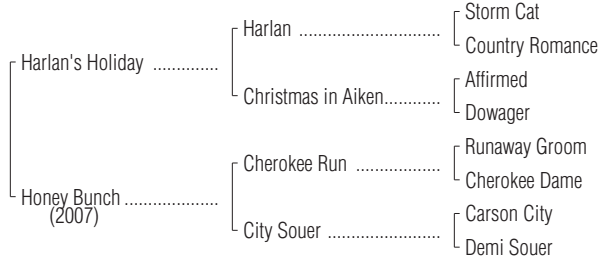 Storm Cat
Harlan ..............................
Country Romance
Harlan's Holiday ..............
Affirmed
Christmas in Aiken............
Dowager
Runaway Groom
Cherokee Run ..................
Cherokee Dame
Honey Bunch ....................
(2007)
Carson City
City Souer ........................
Demi Souer